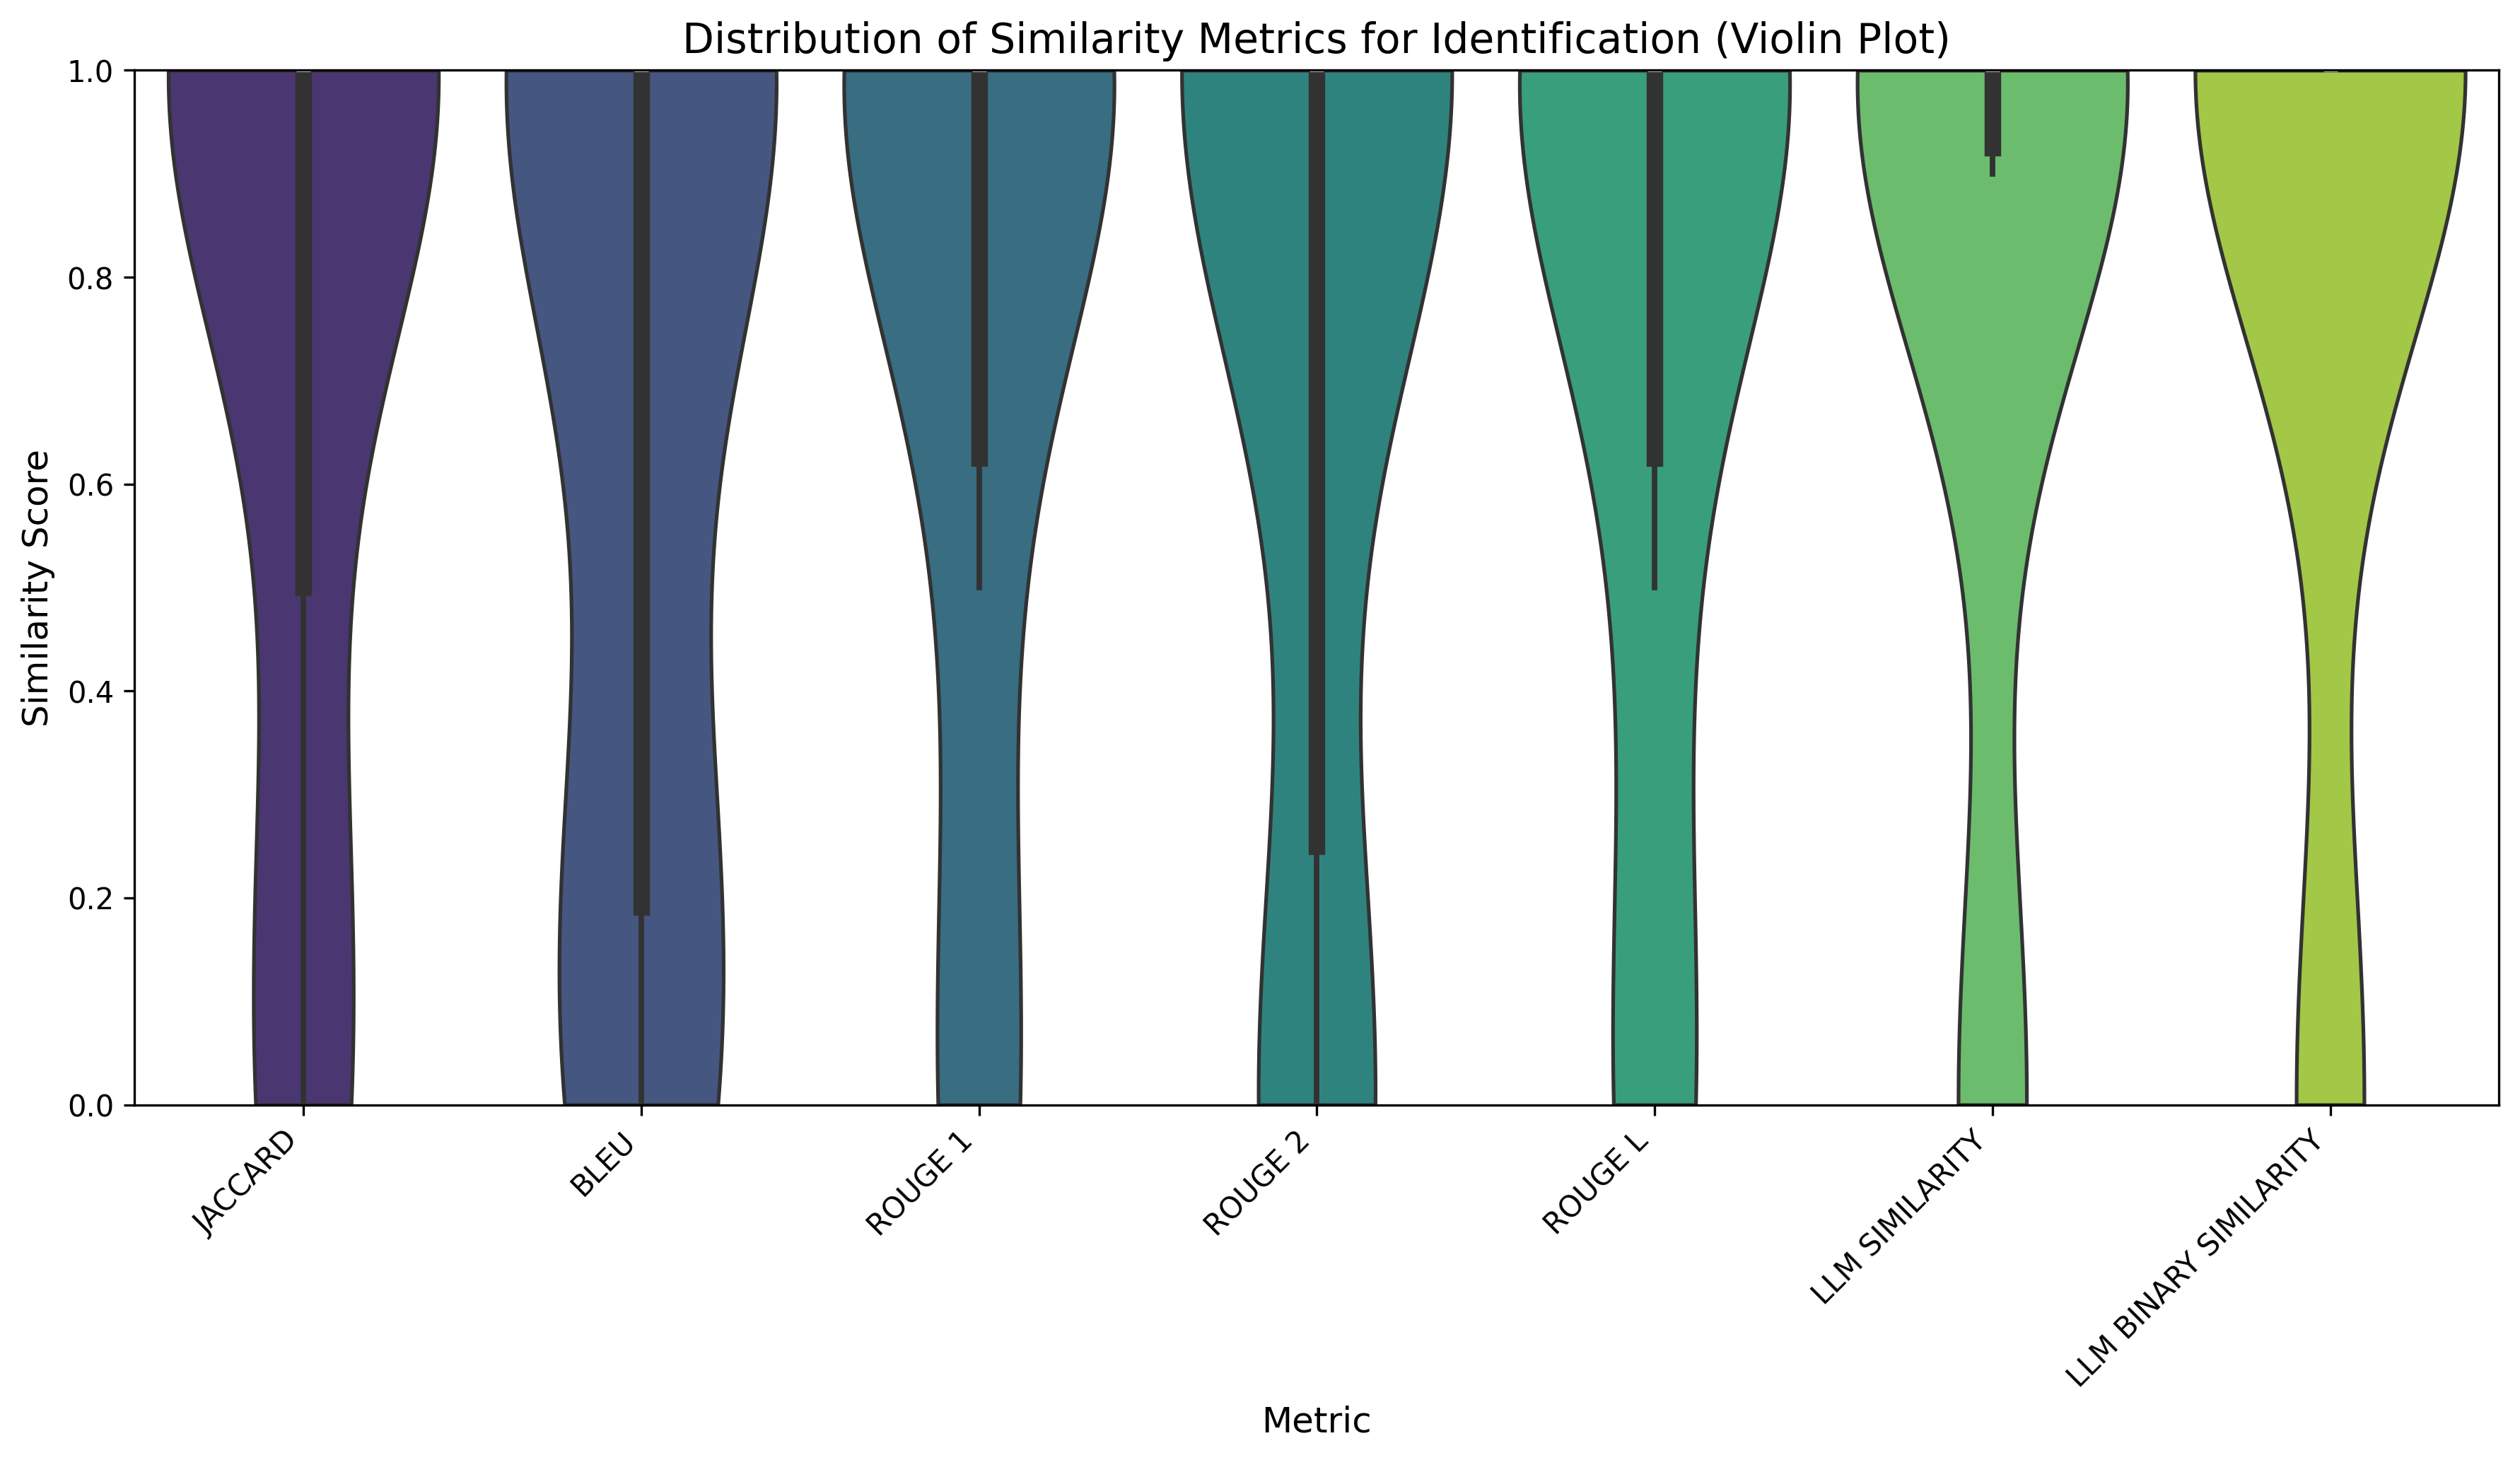 Distribution of Similarity Metrics for Identification (Violin Plot)
Similarity Score
1.0
0.8
0.6
0.4
0.2
0.0
JACCARD
BLEU
ROUGE 1
ROUGE 2
ROUGE L
LLM SIMILARITY
LLM BINARY SIMILARITY
Metric